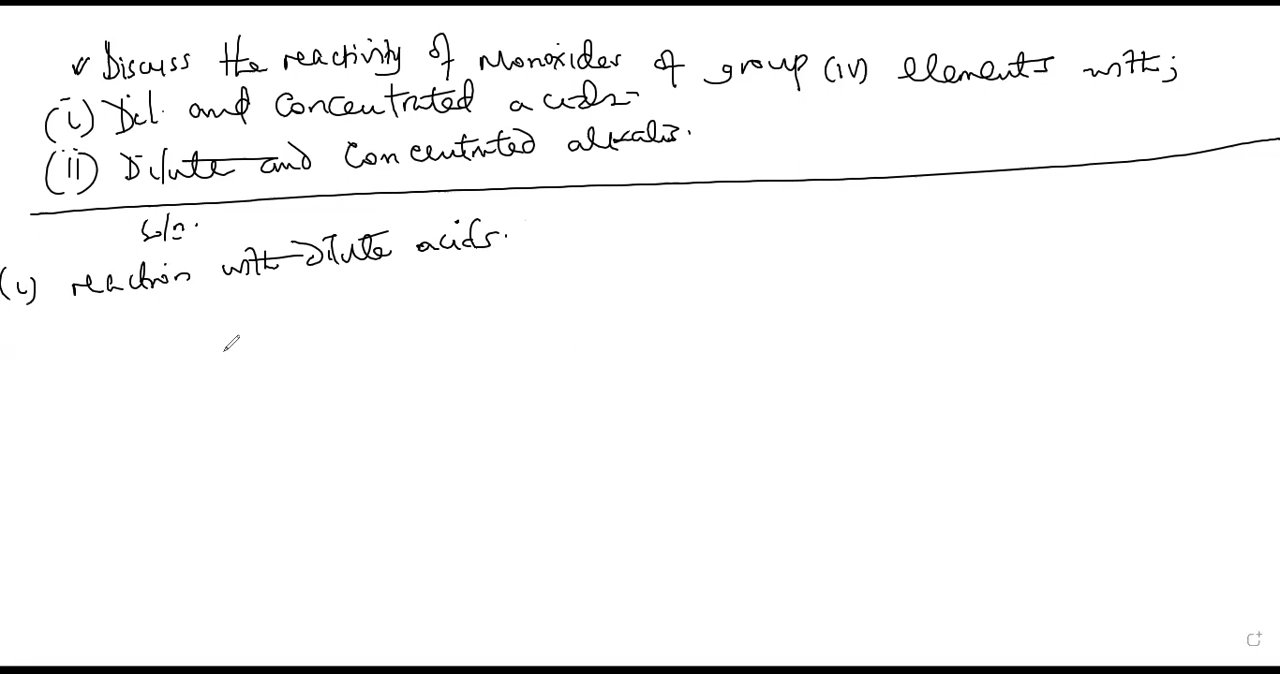 Discuss the reactivity of Monoxides of group (IV) elements with;
(i) Dil. and Concentrated acids.
(ii) Dilute and Concentrated alkalis.
Soln.
(i) reaction with Dilute acids.